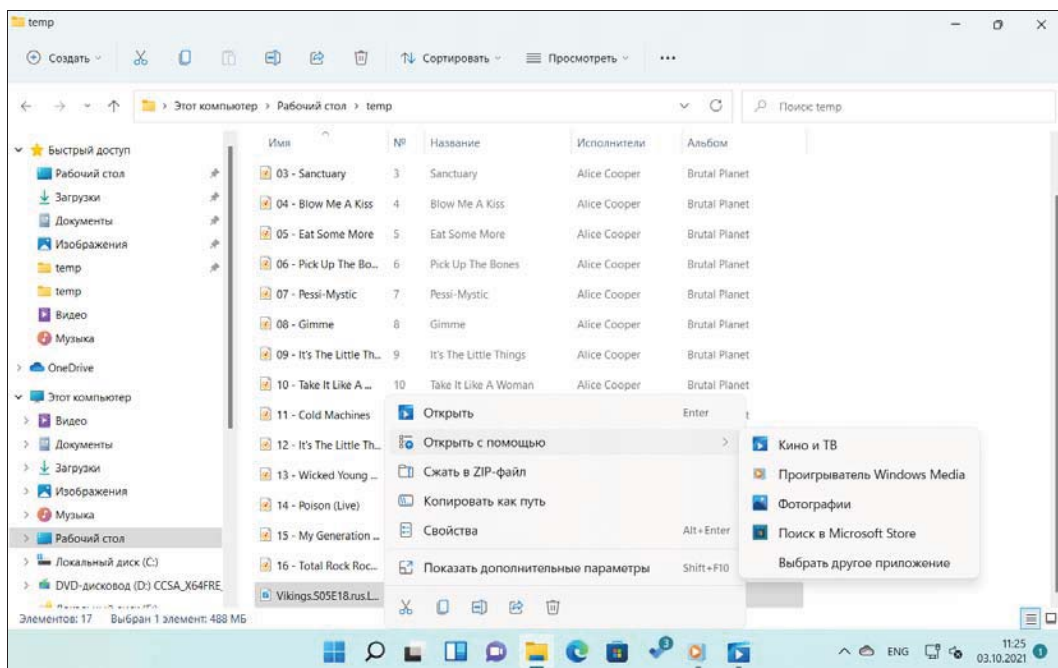 temp
Создать
Сортировать
Просмотреть
Этот компьютер > Рабочий стол > temp
Поиск: temp
Имя № Название Исполнители Альбом
03 - Sanctuary 3 Sanctuary Alice Cooper Brutal Planet
04 - Blow Me A Kiss 4 Blow Me A Kiss Alice Cooper Brutal Planet
05 - Eat Some More 5 Eat Some More Alice Cooper Brutal Planet
06 - Pick Up The Bo... 6 Pick Up The Bones Alice Cooper Brutal Planet
07 - Pessi-Mystic 7 Pessi-Mystic Alice Cooper Brutal Planet
08 - Gimme 8 Gimme Alice Cooper Brutal Planet
09 - It's The Little Th... 9 It's The Little Things Alice Cooper Brutal Planet
10 - Take It Like A ... 10 Take It Like A Woman Alice Cooper Brutal Planet
11 - Cold Machines
12 - It's The Little Th...
13 - Wicked Young ...
14 - Poison (Live)
15 - My Generation ...
16 - Total Rock Roc...
Vikings.S05E18.rus.L...
Быстрый доступ
Рабочий стол
Загрузки
Документы
Изображения
temp
temp
Видео
Музыка
OneDrive
Этот компьютер
Видео
Документы
Загрузки
Изображения
Музыка
Рабочий стол
Локальный диск (C:)
DVD-дисковод (D:) CCSA_X64FRE_
Открыть Enter
Открыть с помощью
Сжать в ZIP-файл
Копировать как путь
Свойства Alt+Enter
Показать дополнительные параметры Shift+F10
Кино и ТВ
Проигрыватель Windows Media
Фотографии
Поиск в Microsoft Store
Выбрать другое приложение
Элементов: 17 Выбран 1 элемент: 488 МБ
3
ENG
11:25
03.10.2021
1